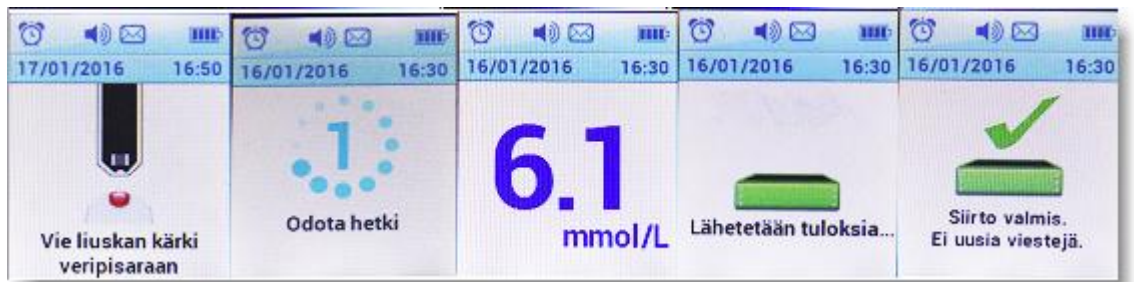 17/01/2016 16:50
Vie liuskan kärki
veripisaraan
16/01/2016 16:30
1
Odota hetki
16/01/2016 16:30
6.1
mmol/L
16/01/2016 16:30
Lähetetään tuloksia...
16/01/2016 16:30
Siirto valmis.
Ei uusia viestejä.